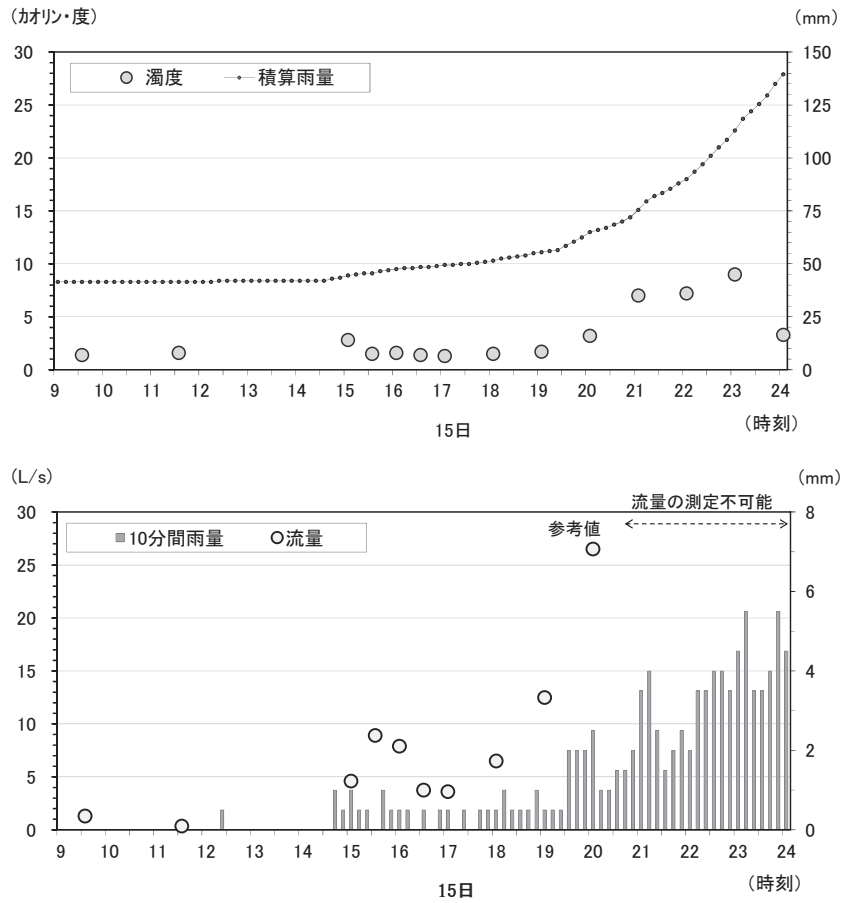 （ｶｵﾘﾝ・度）
（mm）
30
25
20
15
10
5
0
濁度
積算雨量
150
125
100
75
50
25
0
9 10 11 12 13 14 15 16 17 18 19 20 21 22 23 24
15日
（時刻）
（L/s）
（mm）
流量の測定不可能
30
25
20
15
10
5
0
10分間雨量
流量
参考値
8
6
4
2
0
9 10 11 12 13 14 15 16 17 18 19 20 21 22 23 24
15日
（時刻）